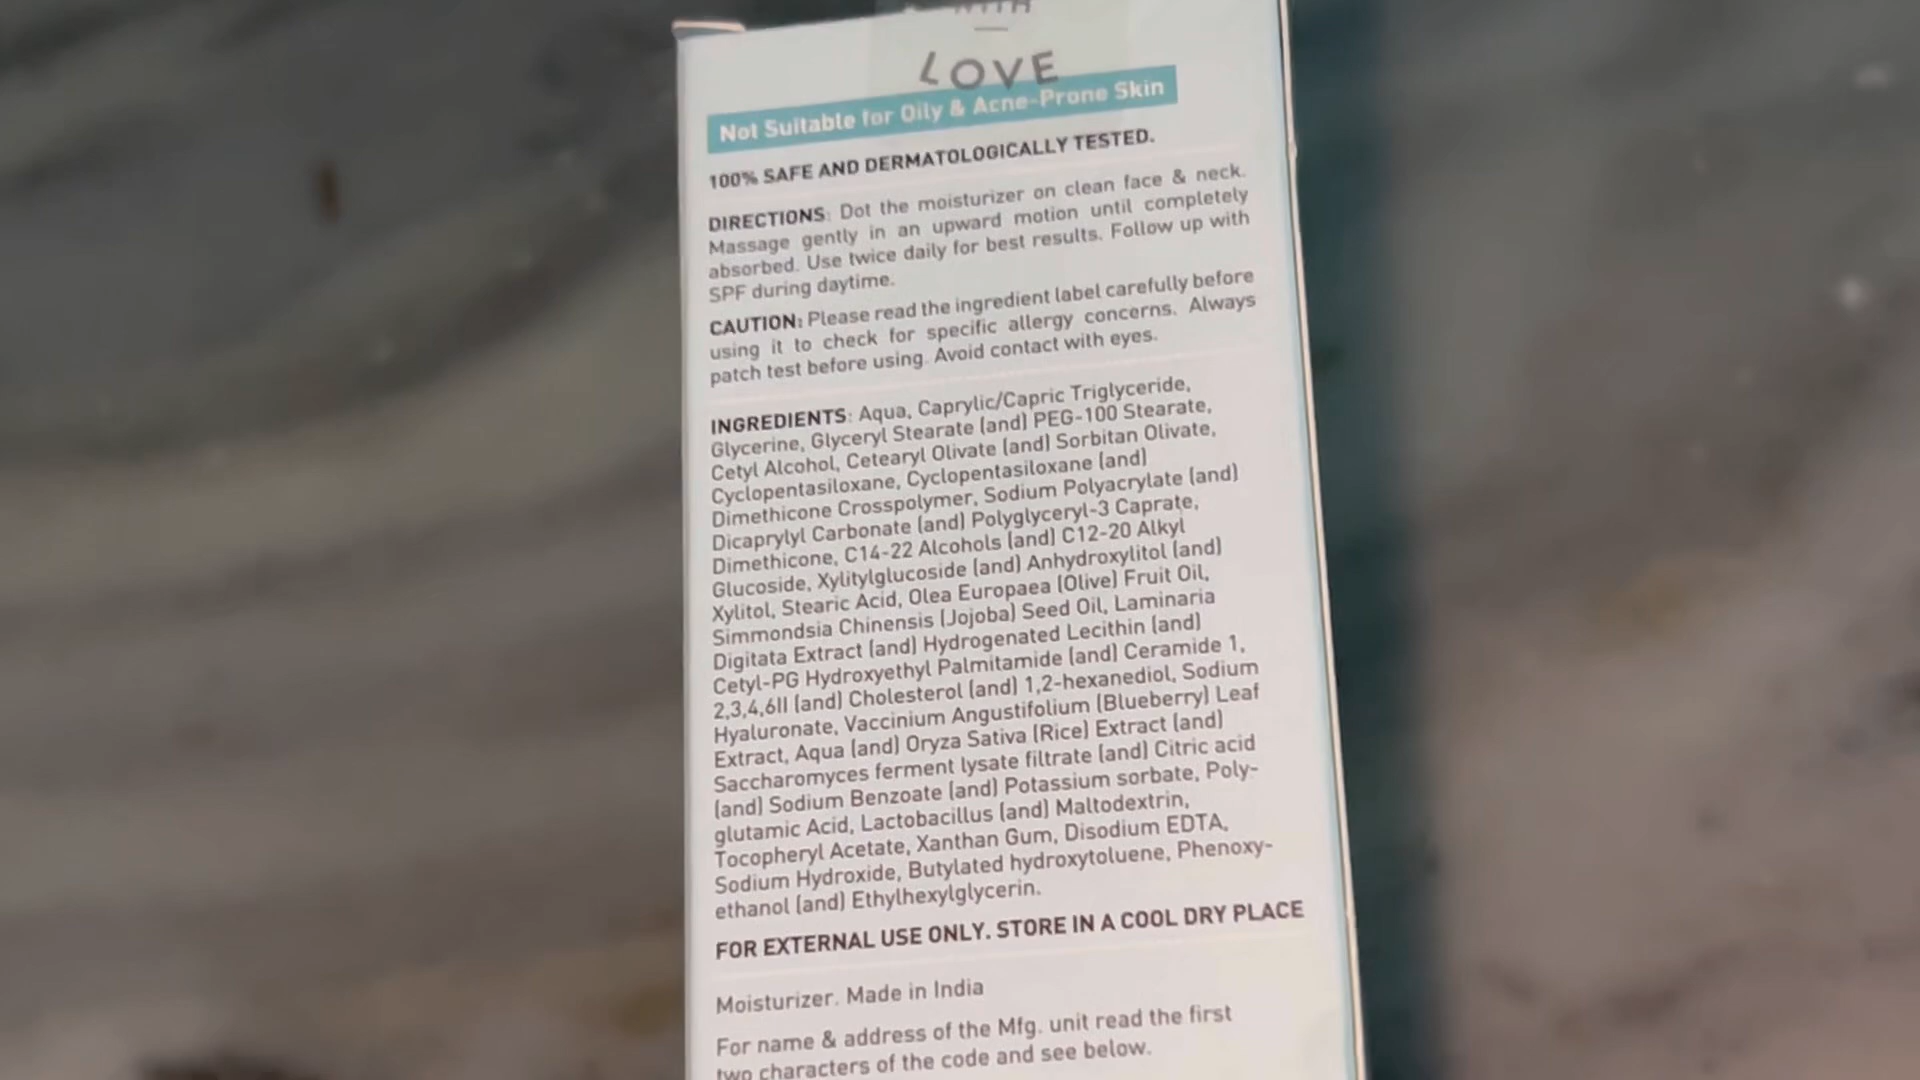 WITH
LOVE
Not Suitable for Oily & Acne-Prone Skin
100% SAFE AND DERMATOLOGICALLY TESTED.
DIRECTIONS: Dot the moisturizer on clean face & neck.
Massage gently in an upward motion until completely
absorbed. Use twice daily for best results. Follow up with
SPF during daytime.
CAUTION: Please read the ingredient label carefully before
using it to check for specific allergy concerns. Always
patch test before using. Avoid contact with eyes.
INGREDIENTS: Aqua, Caprylic/Capric Triglyceride,
Glycerine, Glyceryl Stearate (and) PEG-100 Stearate,
Cetyl Alcohol, Cetearyl Olivate (and) Sorbitan Olivate,
Cyclopentasiloxane, Cyclopentasiloxane (and)
Dimethicone Crosspolymer, Sodium Polyacrylate (and)
Dicaprylyl Carbonate (and) Polyglyceryl-3 Caprate,
Dimethicone, C14-22 Alcohols (and) C12-20 Alkyl
Glucoside, Xylitylglucoside (and) Anhydroxylitol (and)
Xylitol, Stearic Acid, Olea Europaea (Olive) Fruit Oil,
Simmondsia Chinensis (Jojoba) Seed Oil, Laminaria
Digitata Extract (and) Hydrogenated Lecithin (and)
Cetyl-PG Hydroxyethyl Palmitamide (and) Ceramide 1,
2,3,4,6II (and) Cholesterol (and) 1,2-hexanediol, Sodium
Hyaluronate, Vaccinium Angustifolium (Blueberry) Leaf
Extract, Aqua (and) Oryza Sativa (Rice) Extract (and)
Saccharomyces ferment lysate filtrate (and) Citric acid
(and) Sodium Benzoate (and) Potassium sorbate, Poly-
glutamic Acid, Lactobacillus (and) Maltodextrin,
Tocopheryl Acetate, Xanthan Gum, Disodium EDTA,
Sodium Hydroxide, Butylated hydroxytoluene, Phenoxy-
ethanol (and) Ethylhexylglycerin.
FOR EXTERNAL USE ONLY. STORE IN A COOL DRY PLACE
Moisturizer. Made in India
For name & address of the Mfg. unit read the first
two characters of the code and see below.